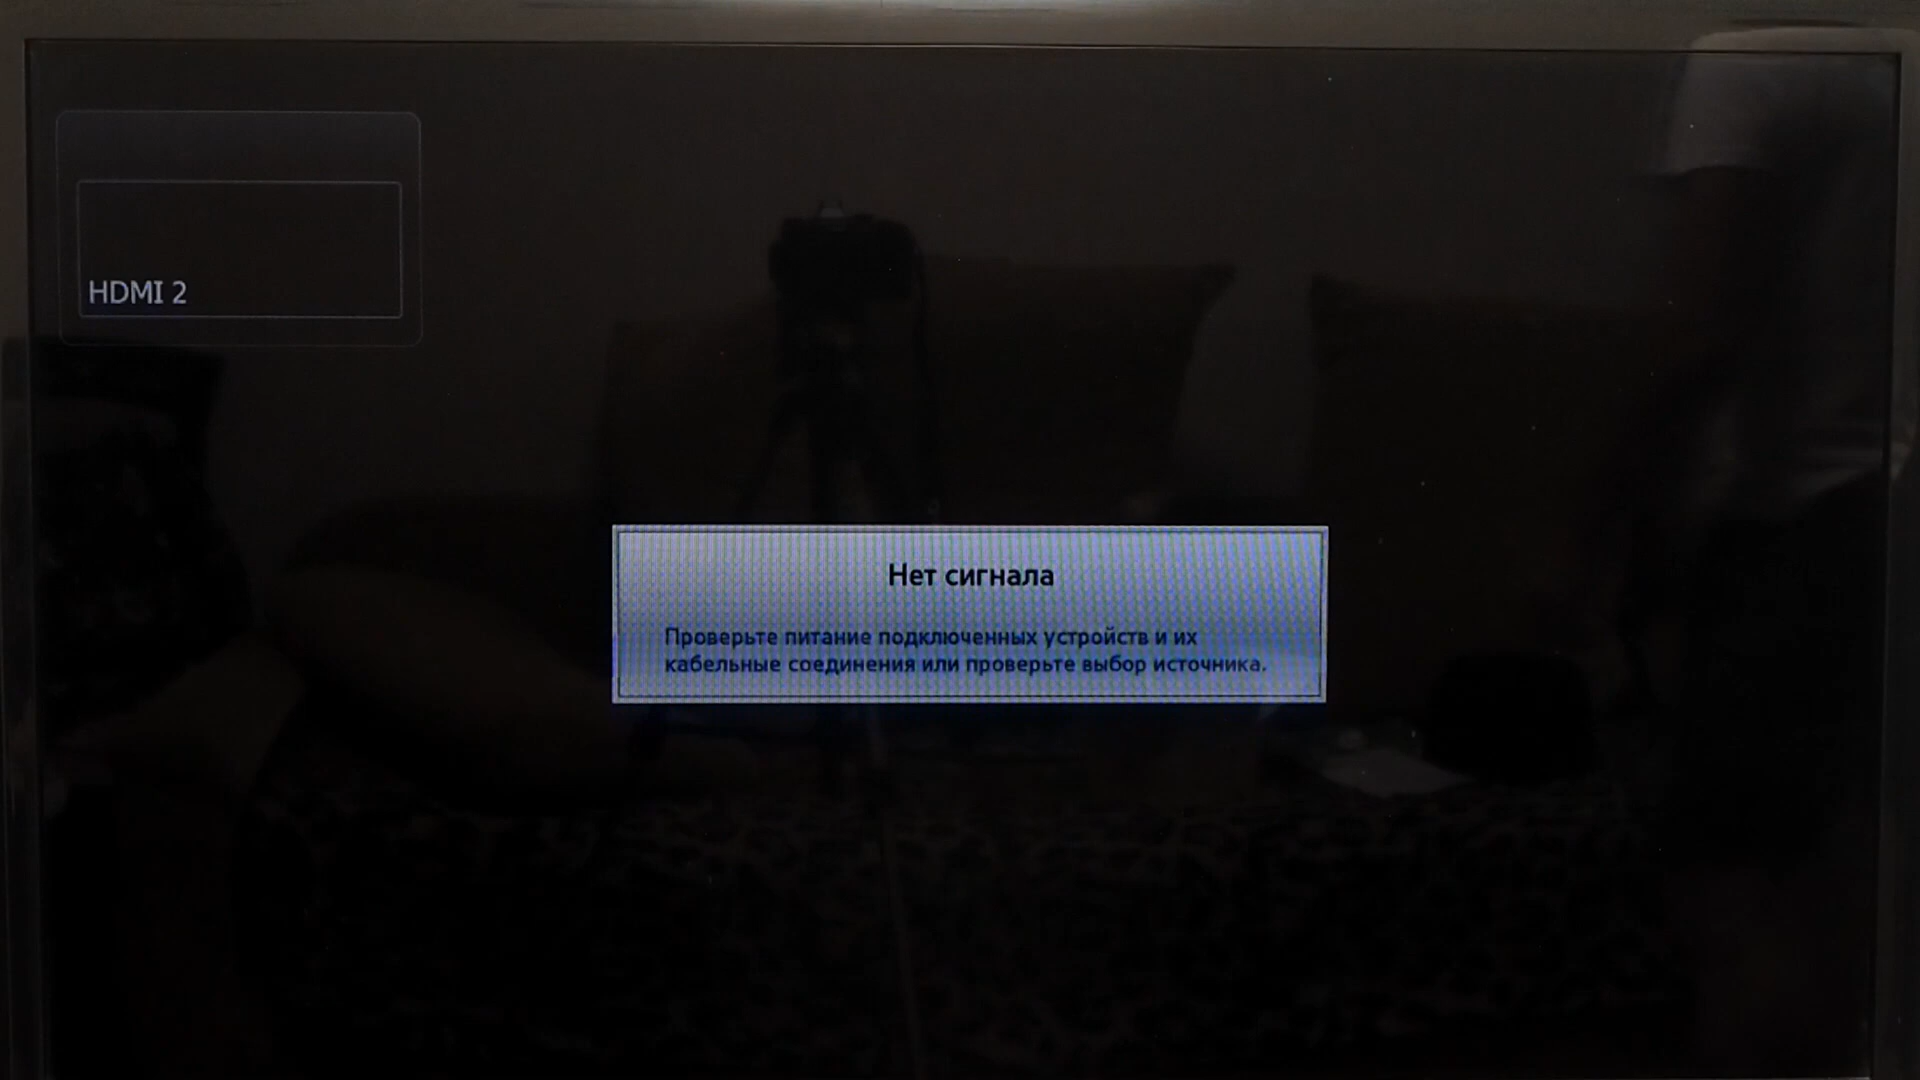 HDMI 2
Нет сигнала
Проверьте питание подключенных устройств и их
кабельные соединения или проверьте выбор источника.